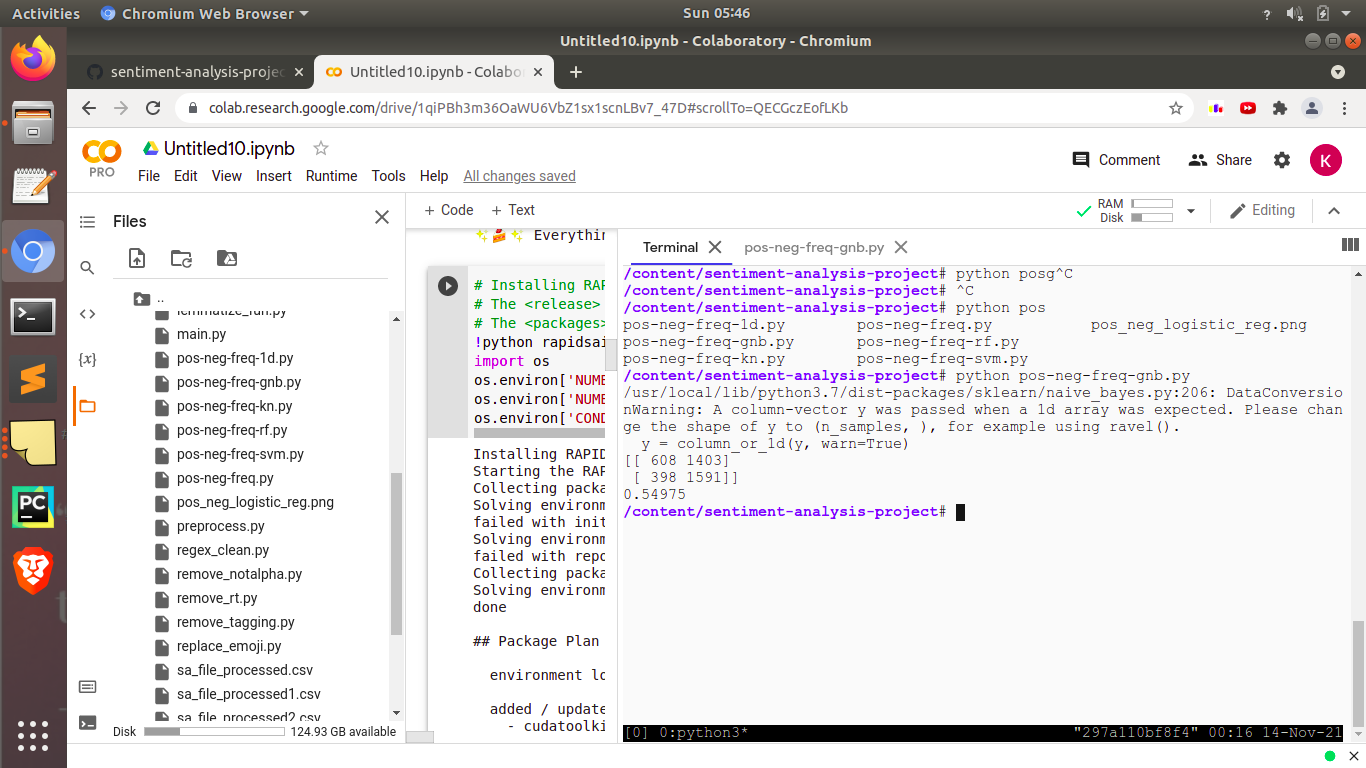 Activities
Chromium Web Browser
Sun 05:46
?
Untitled10.ipynb - Colaboratory - Chromium
sentiment-analysis-projec
Untitled10.ipynb - Colabo
colab.research.google.com/drive/1qiPBh3m36OaWU6VbZ1sx1scnLBv7_47D#scrollTo=QECGczEofLKb
PRO
Untitled10.ipynb
File Edit View Insert Runtime Tools Help All changes saved
Comment
Share
K
Files
+ Code + Text
RAM
Disk
Editing
..
lemmatize_fun.py
main.py
pos-neg-freq-1d.py
pos-neg-freq-gnb.py
pos-neg-freq-kn.py
pos-neg-freq-rf.py
pos-neg-freq-svm.py
pos-neg-freq.py
pos_neg_logistic_reg.png
preprocess.py
regex_clean.py
remove_notalpha.py
remove_rt.py
remove_tagging.py
replace_emoji.py
sa_file_processed.csv
sa_file_processed1.csv
sa_file_processed2.csv
Disk
124.93 GB available
✨🍰✨ Everythin
# Installing RAP
# The <release>
# The <packages>
!python rapidsai
import os
os.environ['NUMB
os.environ['NUMB
os.environ['COND
Installing RAPID
Starting the RAP
Collecting packa
Solving environm
failed with init
Solving environm
failed with repo
Collecting packa
Solving environm
done
## Package Plan
environment lo
added / update
- cudatoolki
Terminal
pos-neg-freq-gnb.py
/content/sentiment-analysis-project# python posg^C
/content/sentiment-analysis-project# ^C
/content/sentiment-analysis-project# python pos
pos-neg-freq-1d.py pos-neg-freq.py pos_neg_logistic_reg.png
pos-neg-freq-gnb.py pos-neg-freq-rf.py
pos-neg-freq-kn.py pos-neg-freq-svm.py
/content/sentiment-analysis-project# python pos-neg-freq-gnb.py
/usr/local/lib/python3.7/dist-packages/sklearn/naive_bayes.py:206: DataConversio
nWarning: A column-vector y was passed when a 1d array was expected. Please chan
ge the shape of y to (n_samples, ), for example using ravel().
y = column_or_1d(y, warn=True)
[[ 608 1403]
[ 398 1591]]
0.54975
/content/sentiment-analysis-project#
[0] 0:python3* "297a110bf8f4" 00:16 14-Nov-21